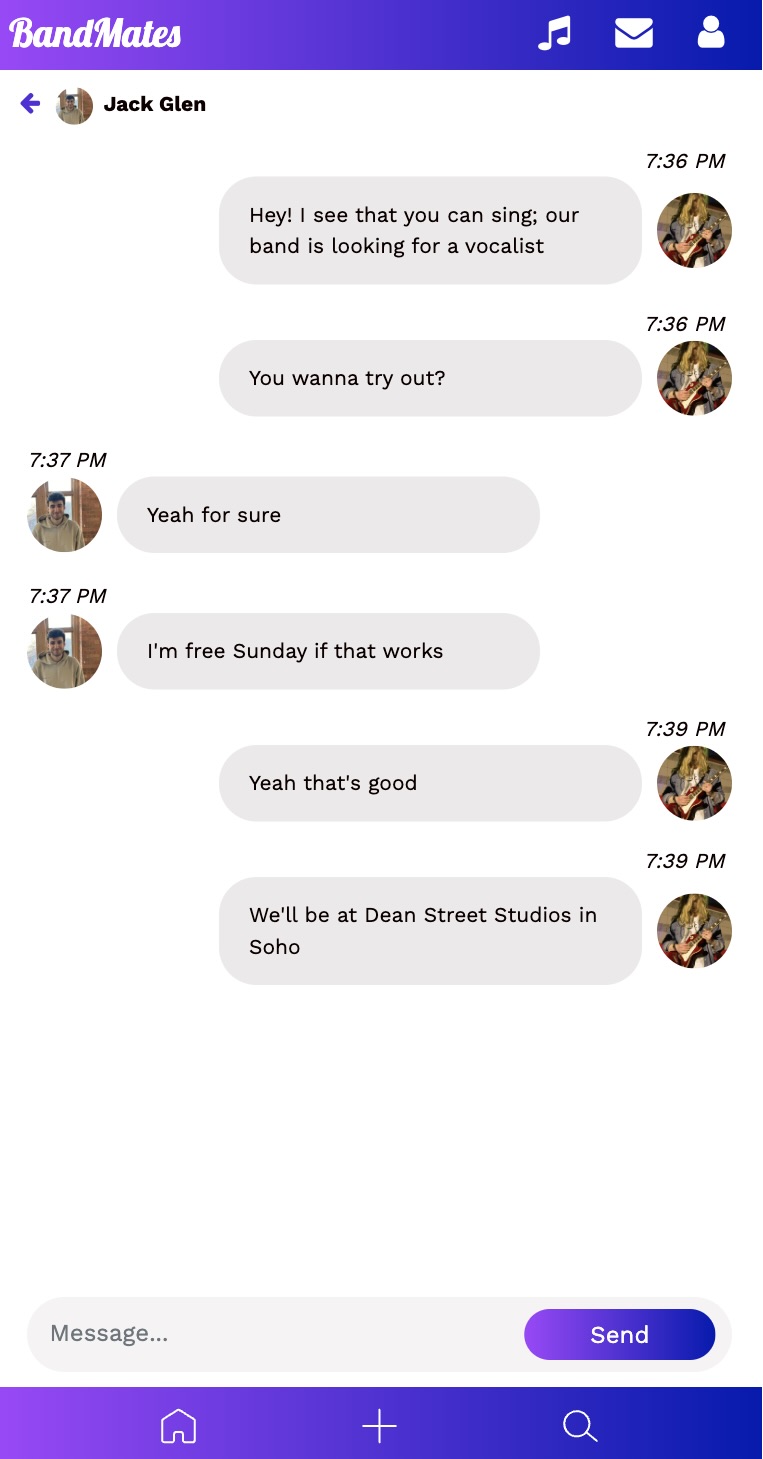 BandMates
Jack Glen
7:36 PM
Hey! I see that you can sing; our
band is looking for a vocalist
7:36 PM
You wanna try out?
7:37 PM
Yeah for sure
7:37 PM
I'm free Sunday if that works
7:39 PM
Yeah that's good
7:39 PM
We'll be at Dean Street Studios in
Soho
Message...
Send